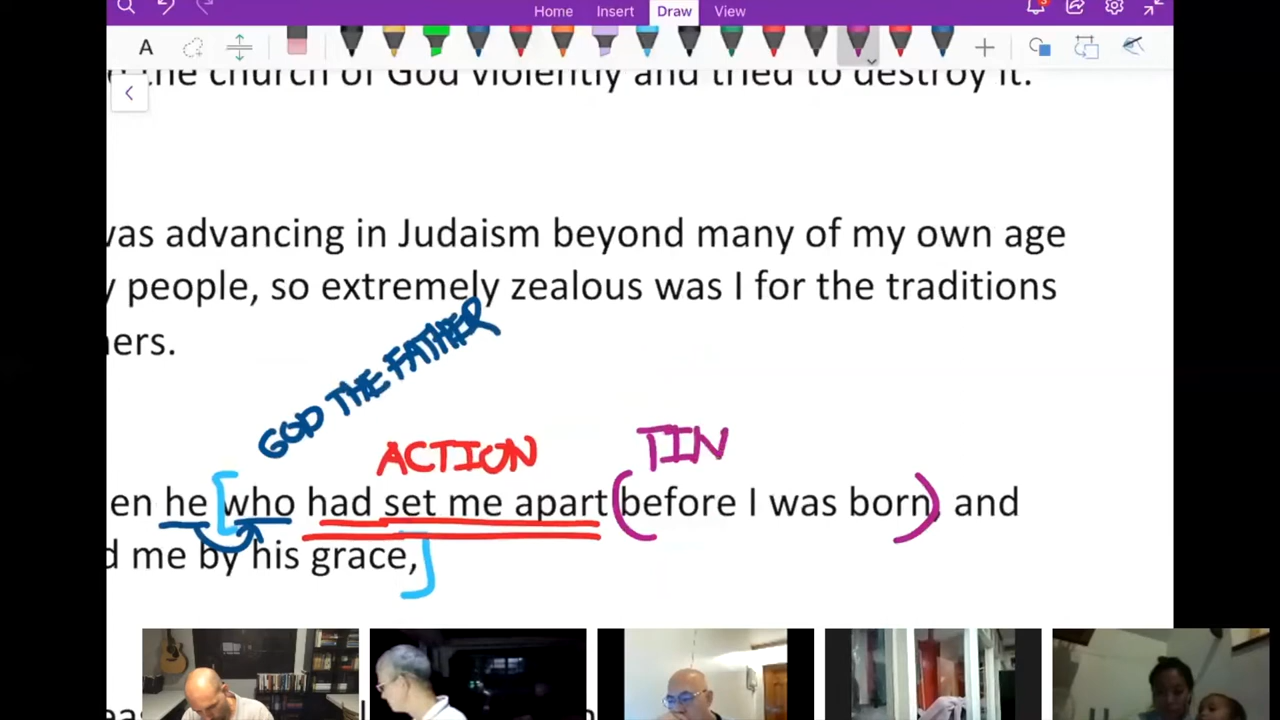 Home Insert Draw View
A
the church of God violently and tried to destroy it.
was advancing in Judaism beyond many of my own age
people, so extremely zealous was I for the traditions
GOD THE FATHER
ACTION
TIN
he [who had set me apart (before I was born,) and
me by his grace,]